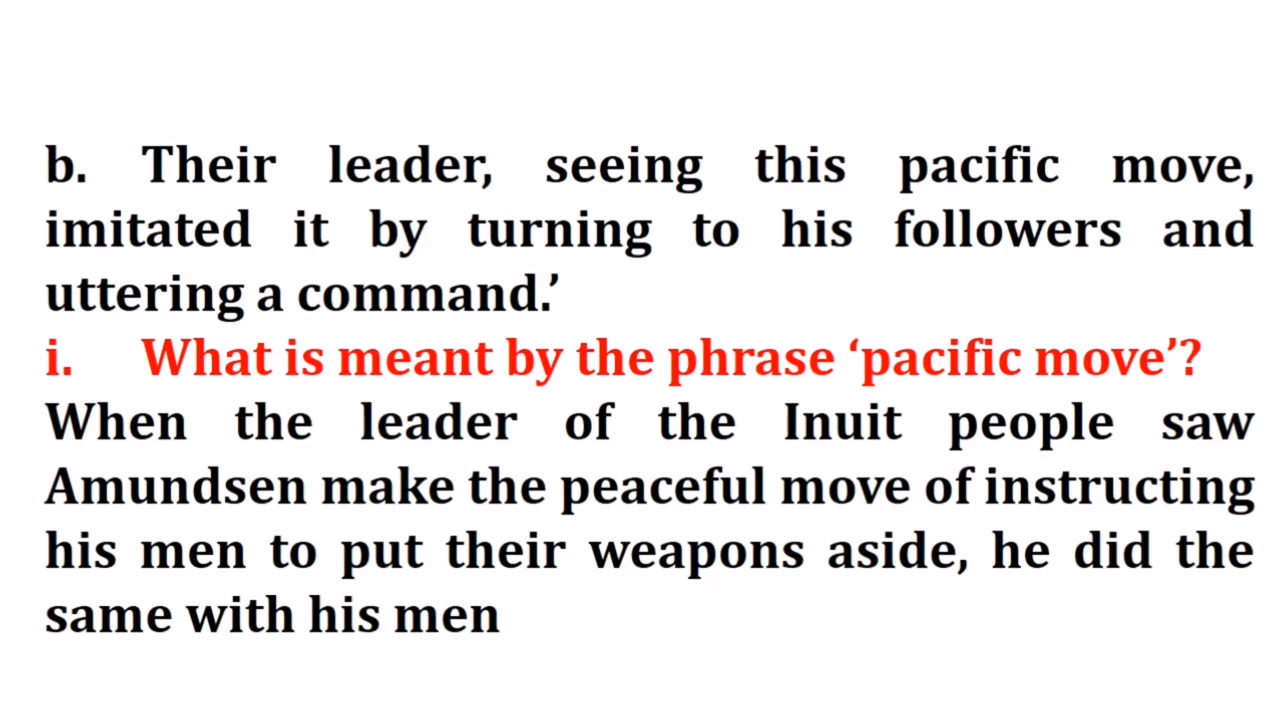 b. Their leader, seeing this pacific move,
imitated it by turning to his followers and
uttering a command.’
i. What is meant by the phrase ‘pacific move’?
When the leader of the Inuit people saw
Amundsen make the peaceful move of instructing
his men to put their weapons aside, he did the
same with his men